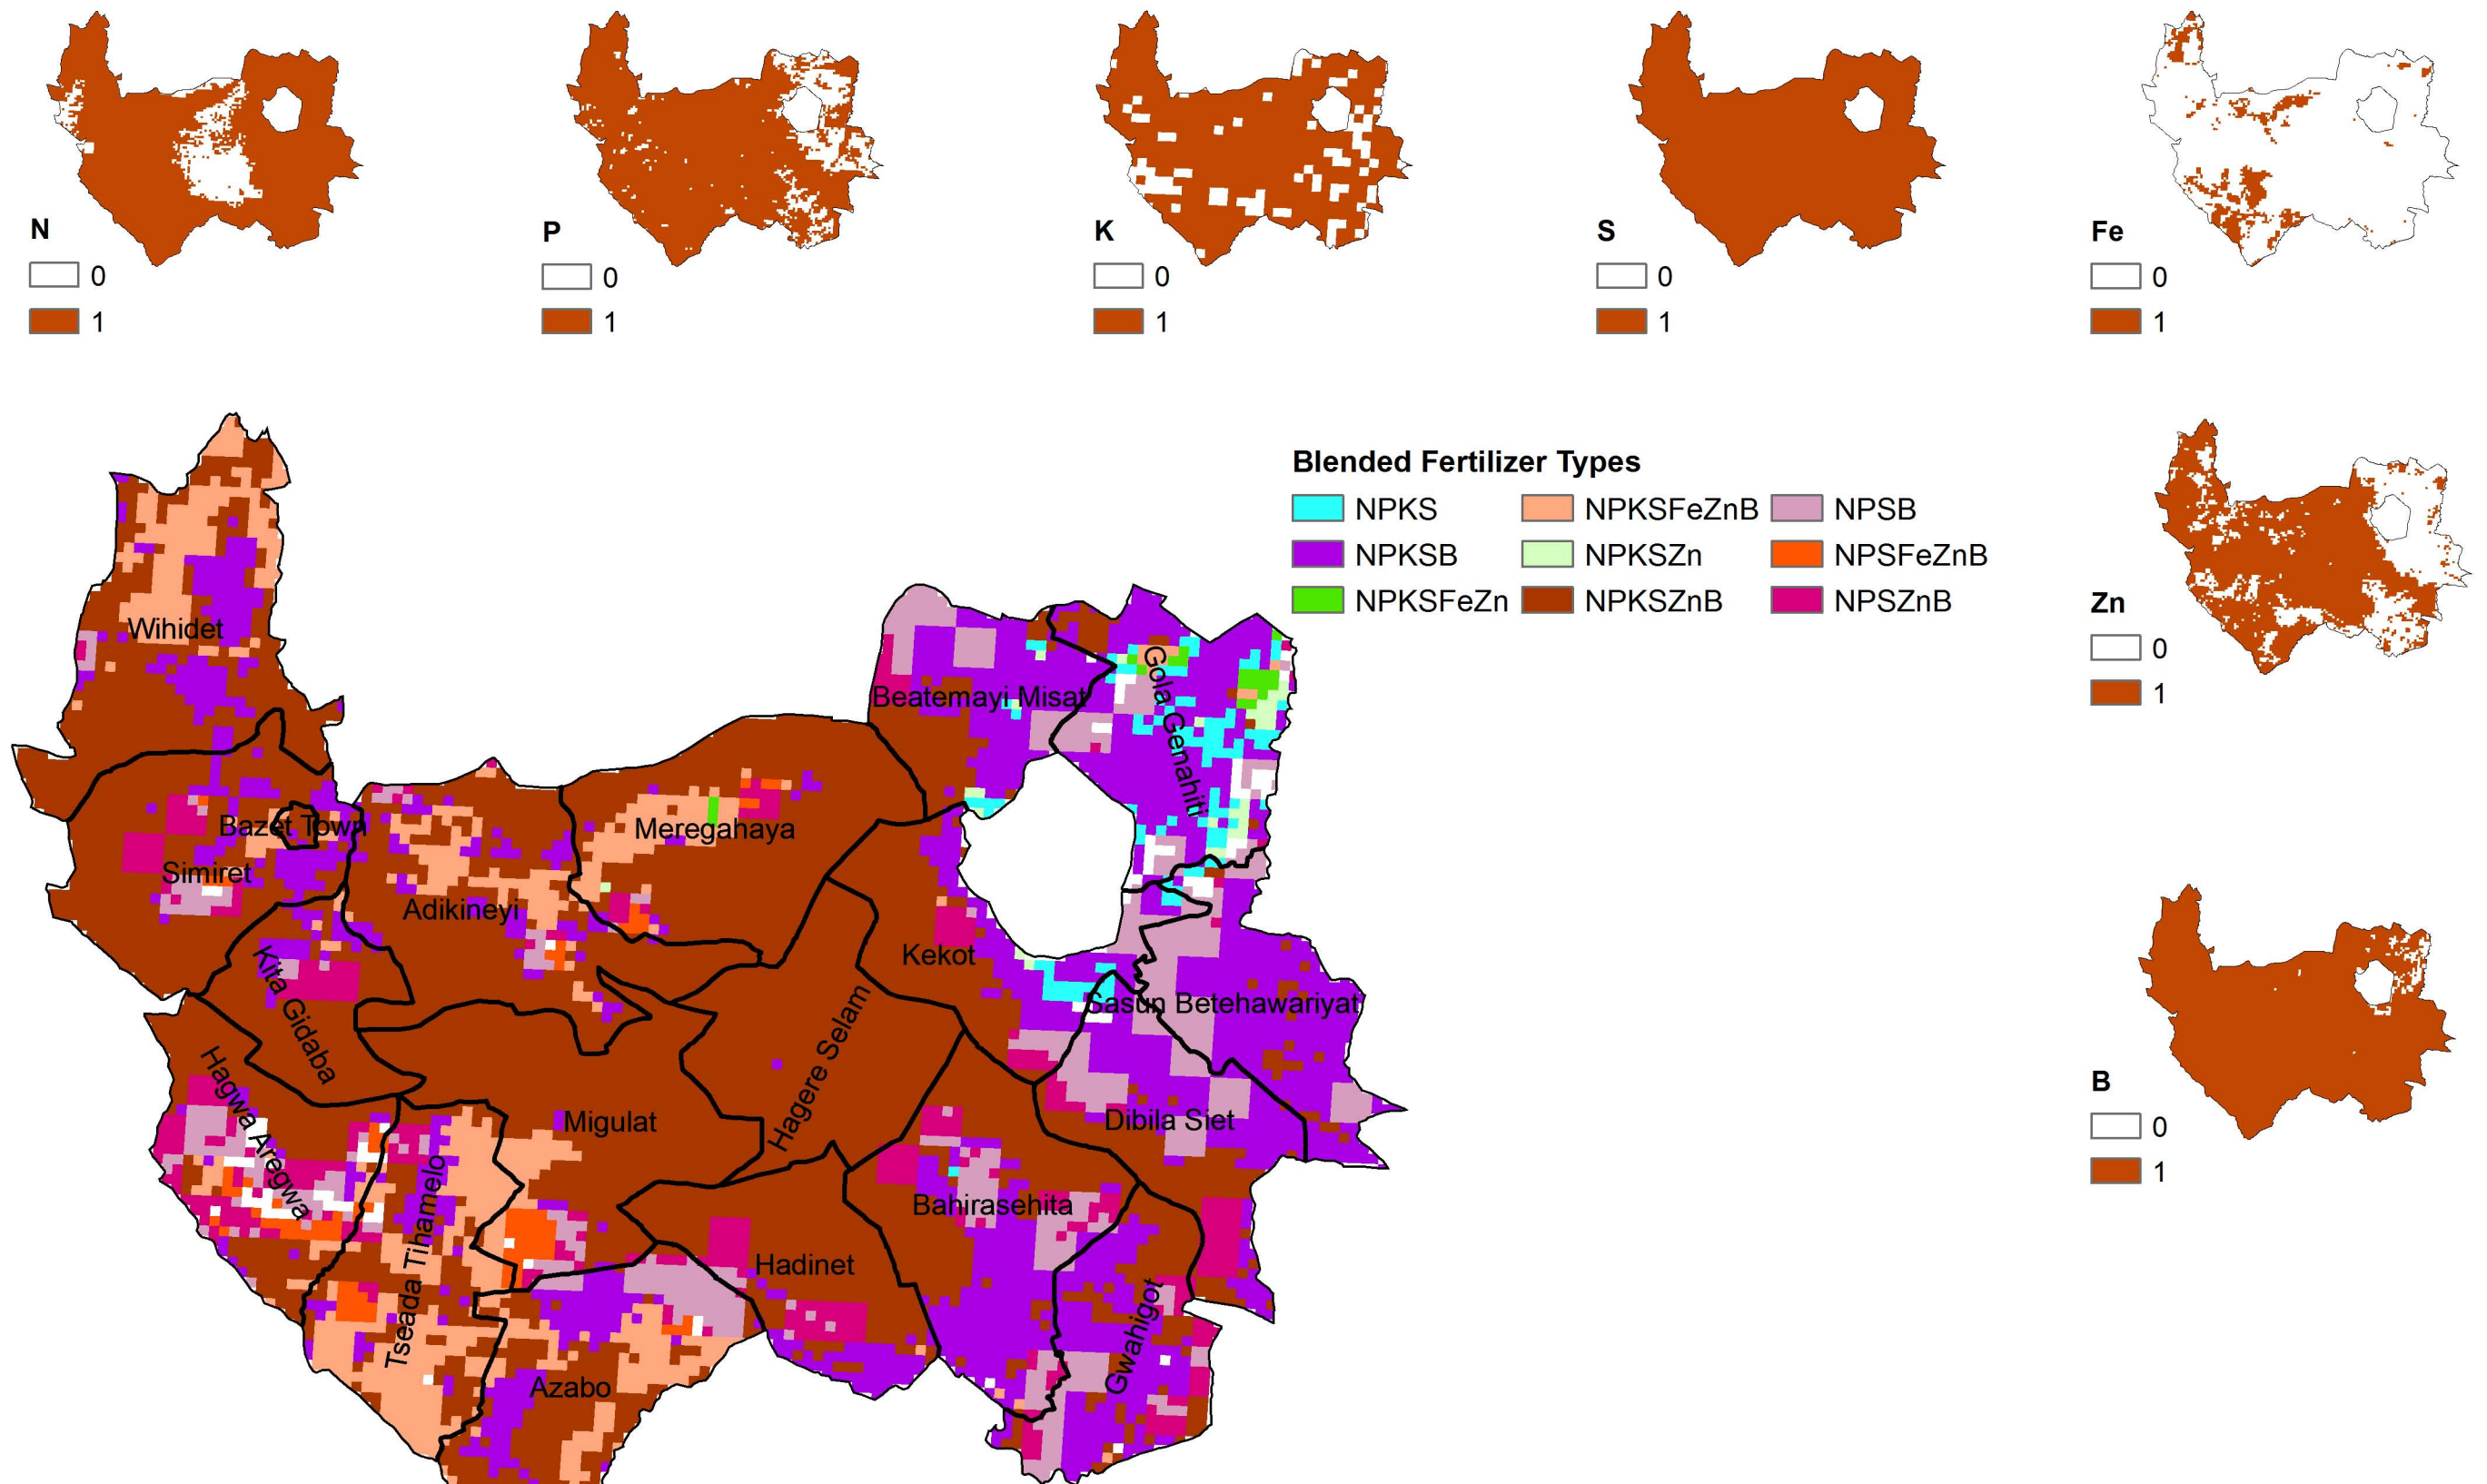 N
0
1
P
0
1
K
0
1
S
0
1
Fe
0
1
Blended Fertilizer Types
NPKS
NPKSFeZnB
NPSB
NPKSB
NPKSZn
NPSFeZnB
NPKSFeZn
NPKSZnB
NPSZnB
Zn
0
1
B
0
1
Wihidet
Beatemayi Misat
Gola Genahiti
Bazet Town
Meregahaya
Simiret
Adikineyi
Kekot
Kita Gidaba
Sasun Betehawariyat
Hagere Selam
Hagwa Aregwa
Migulat
Dibila Siet
Bahirasehita
Tseada Tihamelo
Hadinet
Gwahigot
Azabo